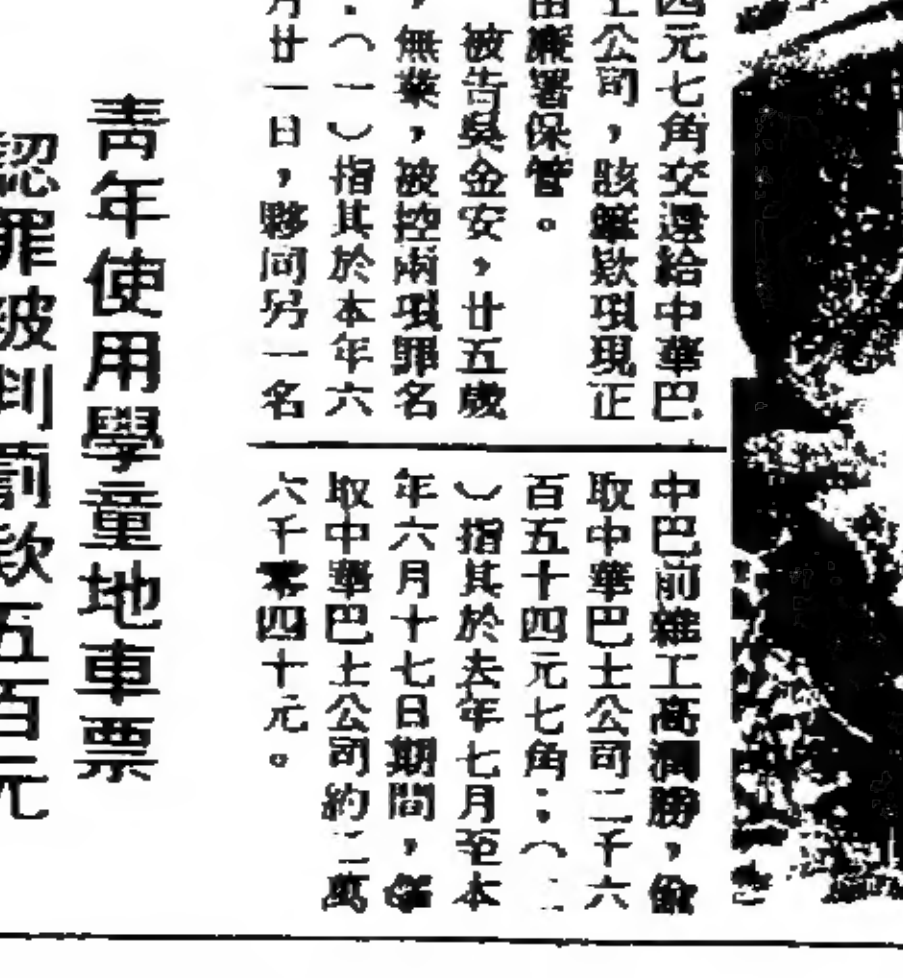 四元七角交還給中華巴
士公司，該筆欵項現正
由廉署保管。
被告吳金安，廿五歲
，無業，被控兩項罪名
：（一）指其於本年六
月廿一日，夥同另一名
中巴前雜工高潤勝，偷
取中華巴士公司二千六
百五十四元七角；（二
）指其於去年七月至本
年六月十七日期間，偷
取中華巴士公司約二萬
六千零四十元。
青年使用學童地車票
認罪被判罰款五百元